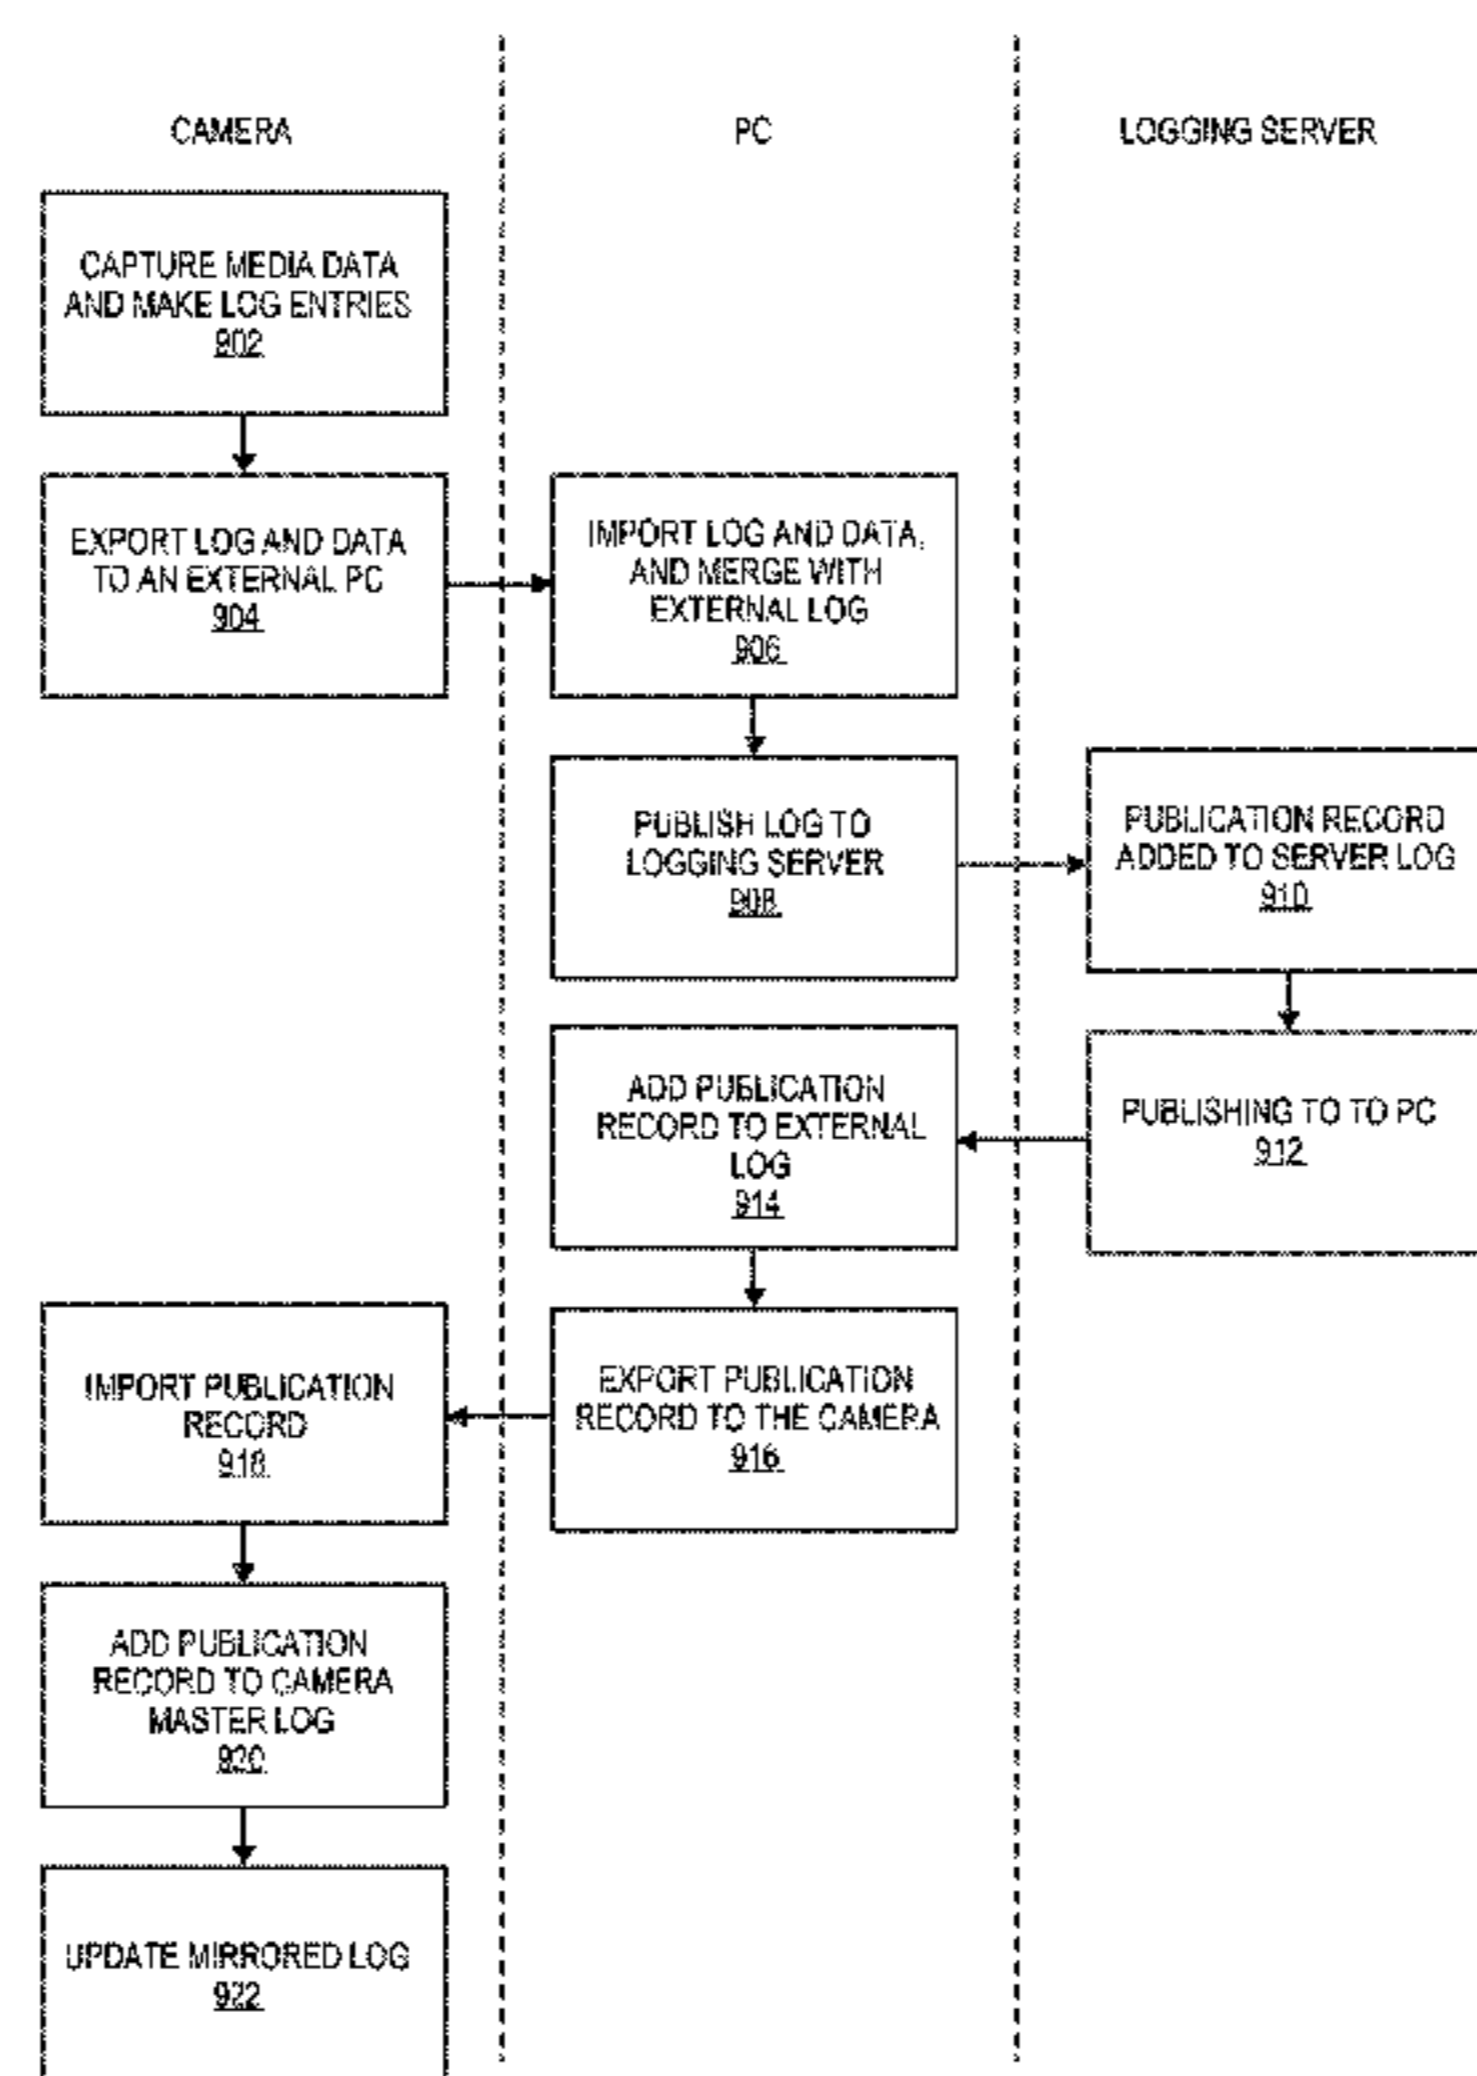 CAMERA
PC
LOGGING SERVER
CAPTURE MEDIA DATA
AND MAKE LOG ENTRIES
902
EXPORT LOG AND DATA
TO AN EXTERNAL PC
904
IMPORT LOG AND DATA,
AND MERGE WITH
EXTERNAL LOG
906
PUBLISH LOG TO
LOGGING SERVER
908
PUBLICATION RECORD
ADDED TO SERVER LOG
910
PUBLISHING TO TO PC
912
ADD PUBLICATION
RECORD TO EXTERNAL
LOG
914
EXPORT PUBLICATION
RECORD TO THE CAMERA
916
IMPORT PUBLICATION
RECORD
918
ADD PUBLICATION
RECORD TO CAMERA
MASTER LOG
920
UPDATE MIRRORED LOG
922